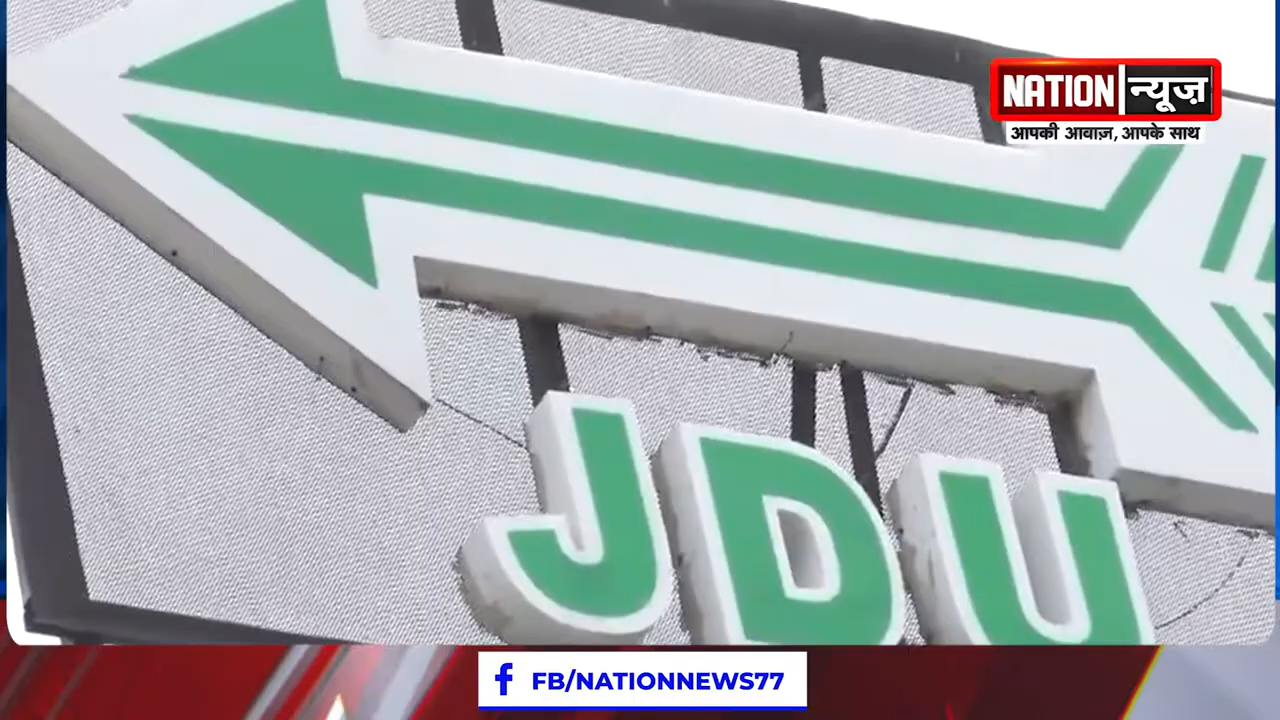 NATION न्यूज़
आपकी आवाज़, आपके साथ
JDU
FB/NATIONNEWS77